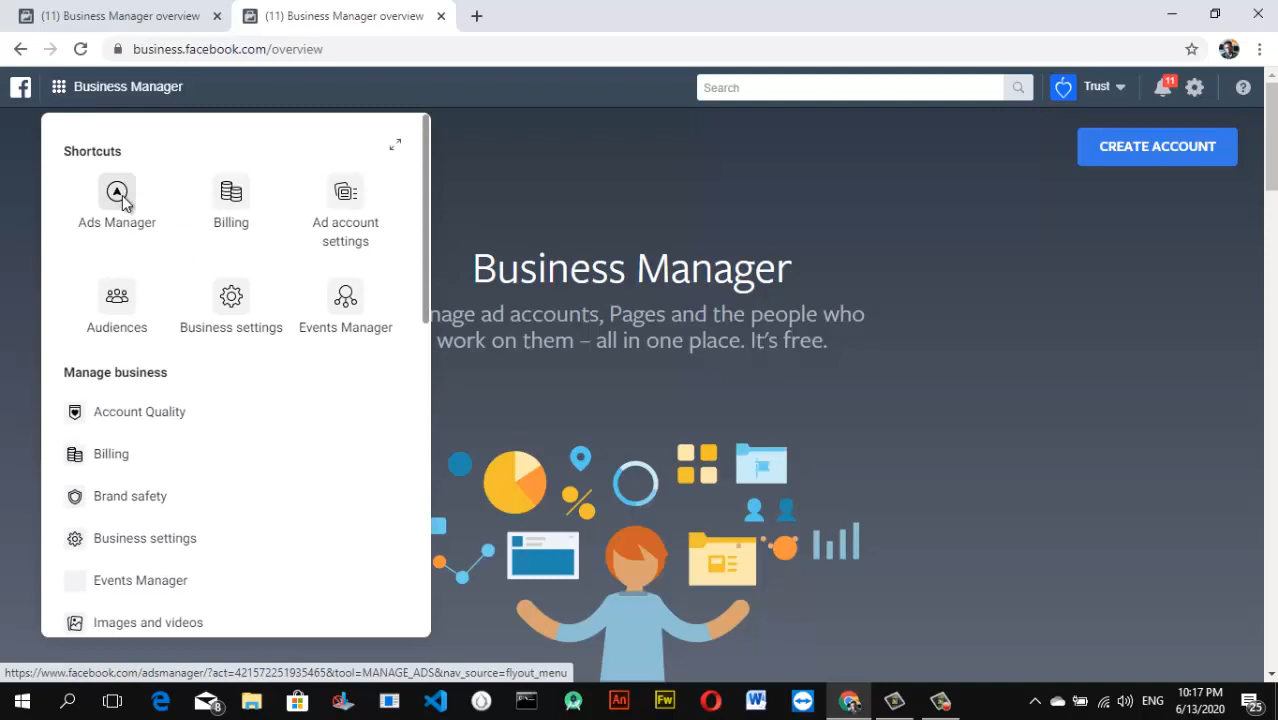 (11) Business Manager overview
(11) Business Manager overview
business.facebook.com/overview
Business Manager
Search
Trust
11
CREATE ACCOUNT
Shortcuts
Ads Manager
Billing
Ad account
settings
Audiences
Business settings
Events Manager
Manage business
Account Quality
Billing
Brand safety
Business settings
Events Manager
Images and videos
Business Manager
nage ad accounts, Pages and the people who
work on them – all in one place. It's free.
https://www.facebook.com/adsmanager/?act=421572251935465&tool=MANAGE_ADS&nav_source=flyout_menu
8
An
Fw
ENG
10:17 PM
6/13/2020
25